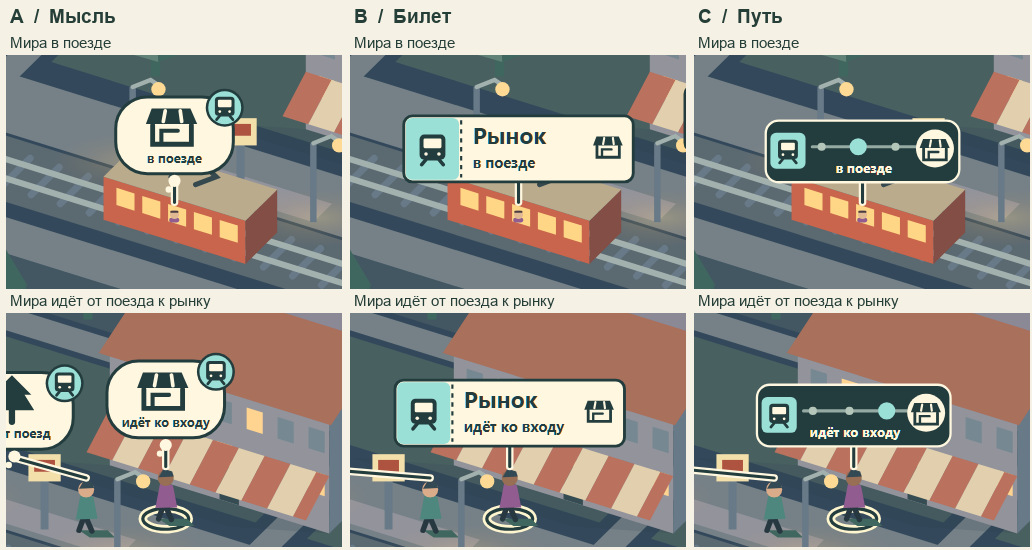 A / Мысль
Мира в поезде
в поезде
Мира идёт от поезда к рынку
т поезд
идёт ко входу
B / Билет
Мира в поезде
Рынок
в поезде
Мира идёт от поезда к рынку
Рынок
идёт ко входу
C / Путь
Мира в поезде
в поезде
Мира идёт от поезда к рынку
идёт ко входу